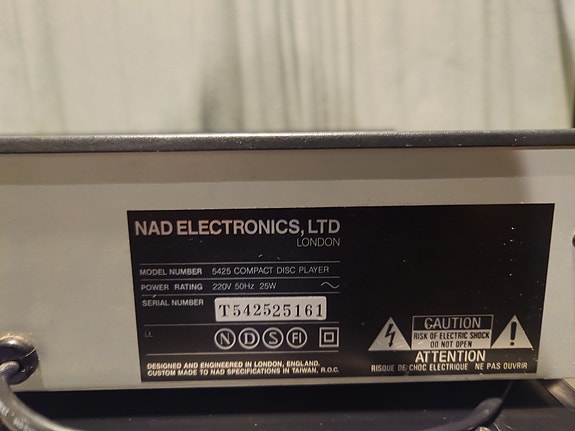 NAD ELECTRONICS, LTD
LONDON
MODEL NUMBER 5425 COMPACT DISC PLAYER
POWER RATING 220V 50Hz 25W ~
SERIAL NUMBER T542525161
LL
N D S FI
DESIGNED AND ENGINEERED IN LONDON, ENGLAND.
CUSTOM MADE TO NAD SPECIFICATIONS IN TAIWAN, R.O.C.
CAUTION
RISK OF ELECTRIC SHOCK
DO NOT OPEN
ATTENTION
RISQUE DE CHOC ELECTRIQUE NE PAS OUVRIR